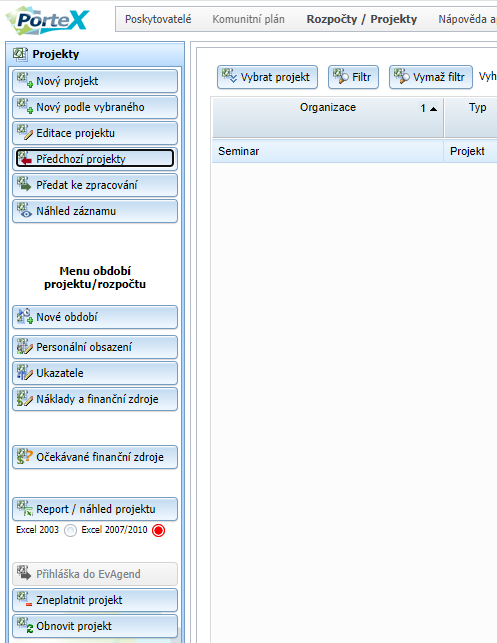 PorteX
Poskytovatelé Komunitní plán Rozpočty / Projekty Nápověda
Projekty
Nový projekt
Nový podle vybraného
Editace projektu
Předchozí projekty
Předat ke zpracování
Náhled záznamu
Menu období
projektu/rozpočtu
Nové období
Personální obsazení
Ukazatele
Náklady a finanční zdroje
Očekávané finanční zdroje
Report / náhled projektu
Excel 2003 Excel 2007/2010
Přihláška do EvAgend
Zneplatnit projekt
Obnovit projekt
Vybrat projekt Filtr Vymaž filtr Vyh
Organizace 1 Typ
Seminar Projekt